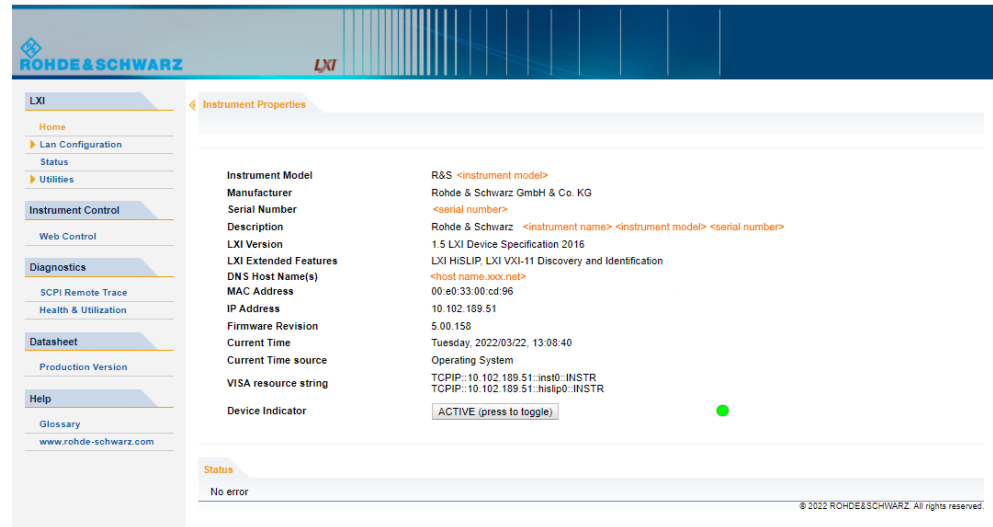 ROHDE&SCHWARZ
LXI
LXI
Home
Lan Configuration
Status
Utilities
Instrument Control
Web Control
Diagnostics
SCPI Remote Trace
Health & Utilization
Datasheet
Production Version
Help
Glossary
www.rohde-schwarz.com
Instrument Properties
Instrument Model R&S <instrument model>
Manufacturer Rohde & Schwarz GmbH & Co. KG
Serial Number <serial number>
Description Rohde & Schwarz <instrument name> <instrument model> <serial number>
LXI Version 1.5 LXI Device Specification 2016
LXI Extended Features LXI HiSLIP, LXI VXI-11 Discovery and Identification
DNS Host Name(s) <host name.xxx.net>
MAC Address 00:e0:33:00:cd:96
IP Address 10.102.189.51
Firmware Revision 5.00.158
Current Time Tuesday, 2022/03/22, 13:08:40
Current Time source Operating System
VISA resource string TCPIP::10.102.189.51::inst0::INSTR
TCPIP::10.102.189.51::hislip0::INSTR
Device Indicator ACTIVE (press to toggle)
Status
No error
© 2022 ROHDE&SCHWARZ. All rights reserved.